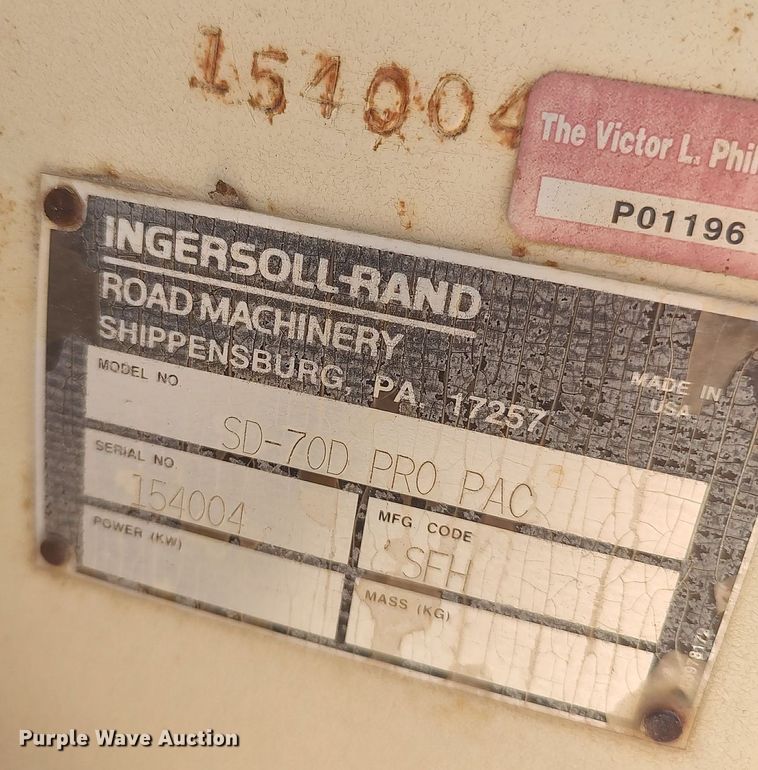 154004
The Victor L. Phil
P01196
INGERSOLL-RAND
ROAD MACHINERY
SHIPPENSBURG, PA. 17257
MADE IN
USA
MODEL NO.
SD-70D PRO PAC
SERIAL NO
154004
MFG CODE
SFH
POWER (KW)
MASS (KG)
Purple Wave Auction